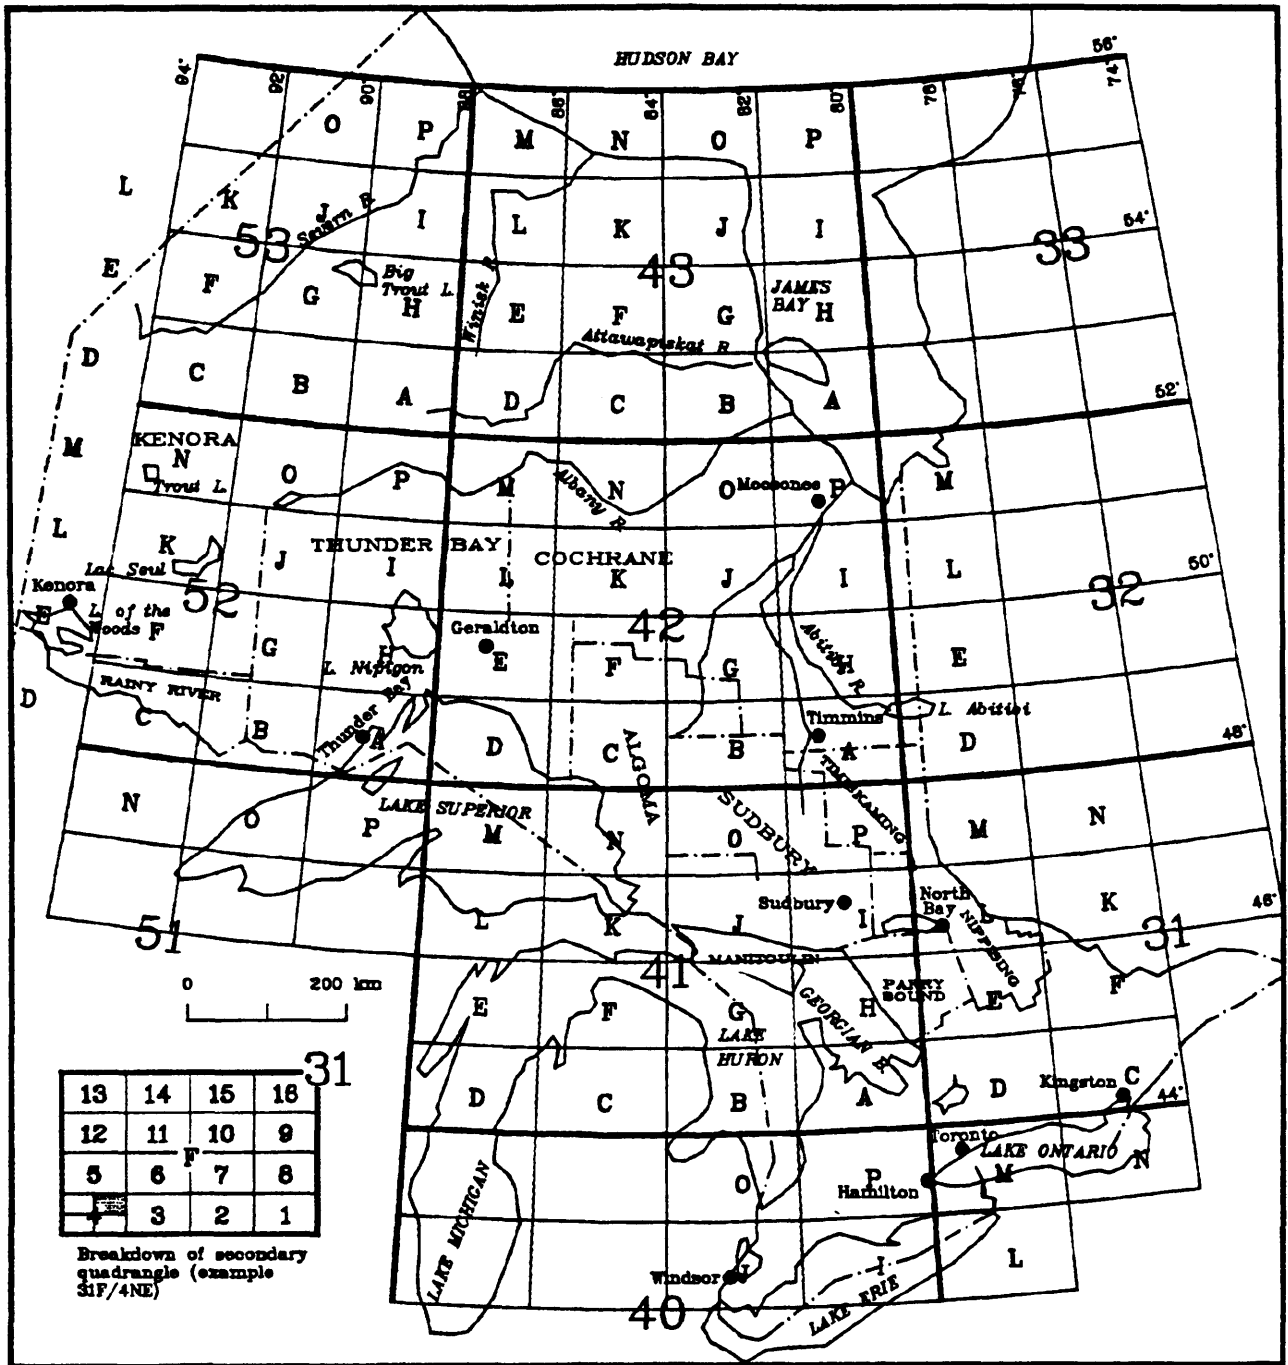 HUDSON BAY
56°
94°
92°
90°
88°
86°
84°
82°
80°
78°
76°
74°
O
P
M
N
O
P
L
K
J
I
L
K
J
I
54°
Severn R
53
43
33
E
F
G
H
Big
Trout L.
Winisk R
E
F
G
H
JAMES
BAY
Attawapiskat R
D
C
B
A
D
C
B
A
52°
KENORA
M
N
O
P
M
N
O
P
M
Trout L.
Albany R
Moosonee
L
K
J
I
L
K
J
I
L
THUNDER BAY
COCHRANE
50°
Lac Seul
52
42
32
Kenora
E
L. of the
Woods
F
G
H
L. Nipigon
Geraldton
E
F
G
H
E
Abitibi R
RAINY RIVER
L. Abitibi
D
C
B
A
Thunder Bay
D
C
B
A
D
Timmins
48°
ALGOMA
TIMISKAMING
SUDBURY
LAKE SUPERIOR
N
O
P
M
N
O
P
M
N
Sudbury
North
Bay
NIPISSING
L
K
J
I
L
K
46°
51
41
31
MANITOULIN
PARRY
SOUND
GEORGIAN B
0
200 km
E
F
G
H
E
F
LAKE
HURON
D
C
B
A
D
C
Kingston
44°
31
13
14
15
16
12
11
10
9
F
5
6
7
8
4
3
2
1
Breakdown of secondary
quadrangle (example
31F/4NE)
LAKE MICHIGAN
Toronto
LAKE ONTARIO
O
P
M
N
Hamilton
Windsor
J
I
L
LAKE ERIE
40